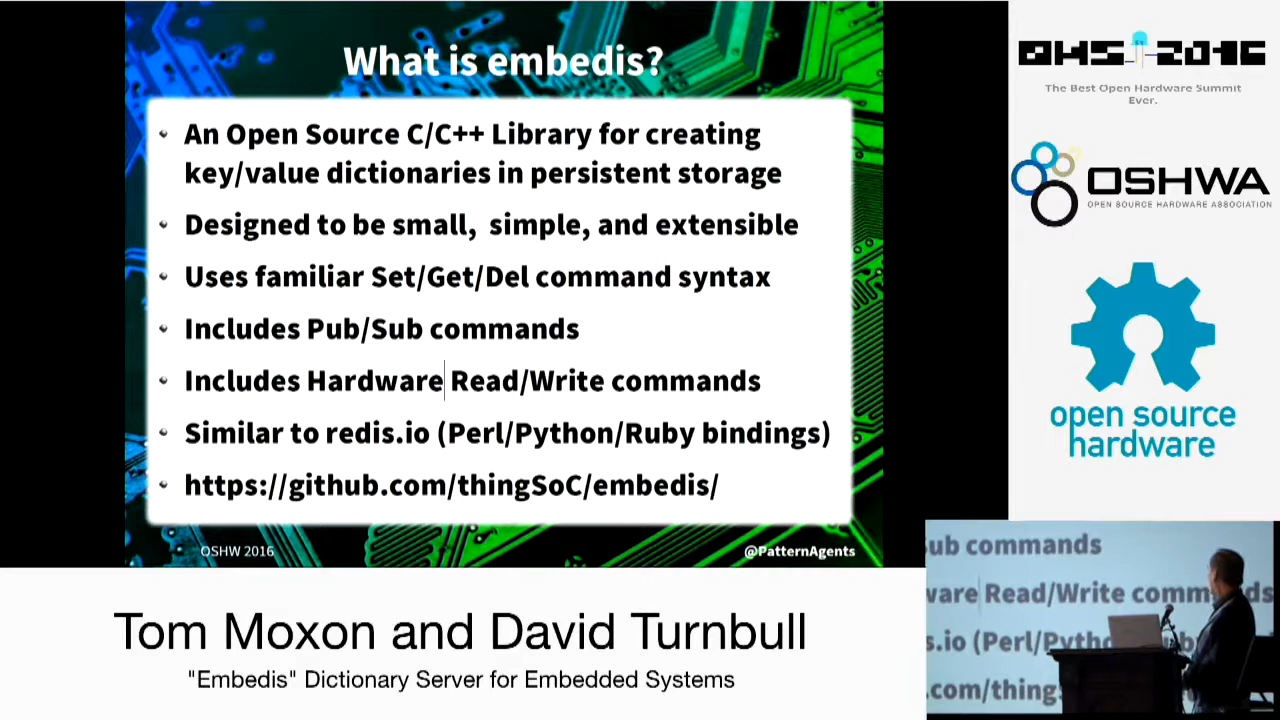 What is embedis?
An Open Source C/C++ Library for creating
key/value dictionaries in persistent storage
Designed to be small, simple, and extensible
Uses familiar Set/Get/Del command syntax
Includes Pub/Sub commands
Includes Hardware Read/Write commands
Similar to redis.io (Perl/Python/Ruby bindings)
https://github.com/thingSoC/embedis/
OSHW 2016
@PatternAgents
Tom Moxon and David Turnbull
"Embedis" Dictionary Server for Embedded Systems
OHS 2016
The Best Open Hardware Summit
Ever.
OSHWA
OPEN SOURCE HARDWARE ASSOCIATION
open source
hardware
ub commands
ware Read/Write comm ds
s.io (Perl/Pytho
.com/thing